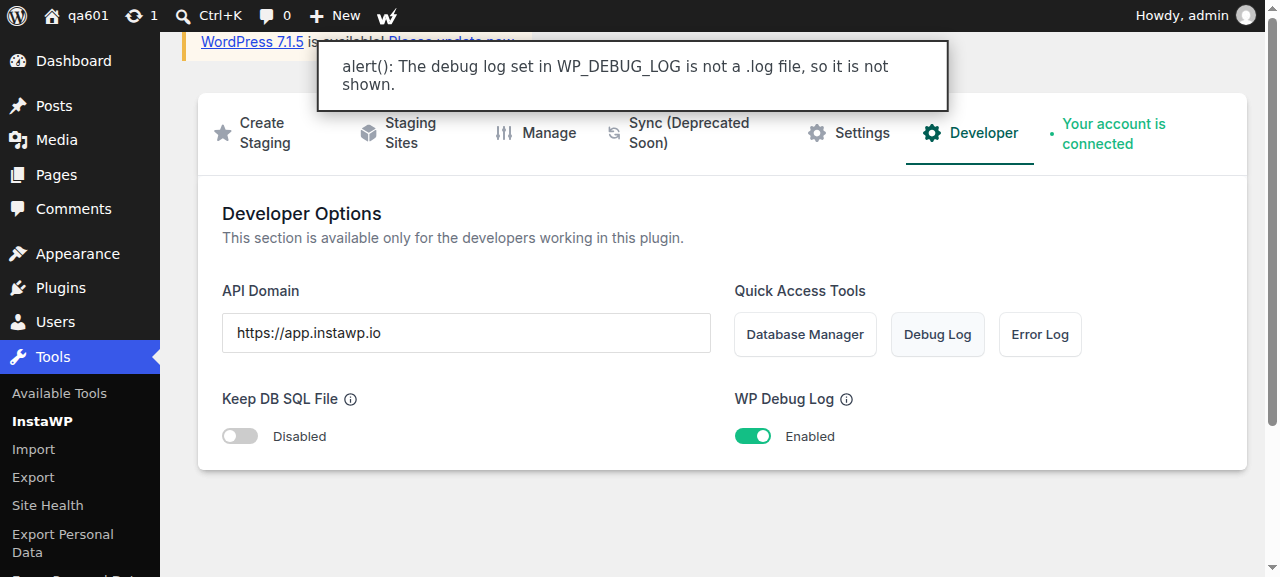 qa601
1
Ctrl+K
0
New
Howdy, admin
Dashboard
Posts
Media
Pages
Comments
Appearance
Plugins
Users
Tools
Available Tools
InstaWP
Import
Export
Site Health
Export Personal
Data
WordPress 7.1.5 is available! Please update now.
alert(): The debug log set in WP_DEBUG_LOG is not a .log file, so it is not
shown.
Create
Staging
Staging
Sites
Manage
Sync (Deprecated
Soon)
Settings
Developer
Your account is
connected
Developer Options
This section is available only for the developers working in this plugin.
API Domain
https://app.instawp.io
Quick Access Tools
Database Manager
Debug Log
Error Log
Keep DB SQL File
Disabled
WP Debug Log
Enabled